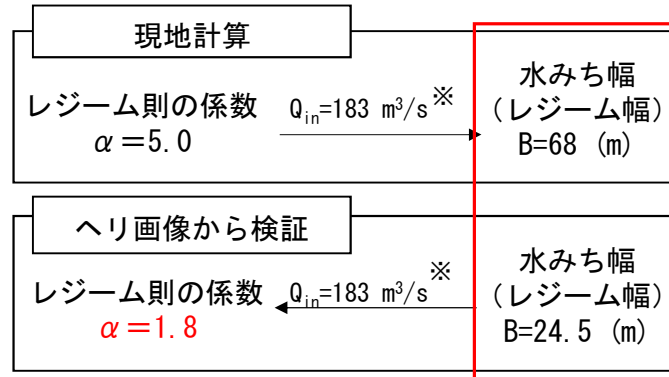 現地計算
レジーム則の係数
α=5.0
Q_in=183 m³/s※
水みち幅
(レジーム幅)
B=68 (m)
ヘリ画像から検証
レジーム則の係数
α=1.8
Q_in=183 m³/s※
水みち幅
(レジーム幅)
B=24.5 (m)